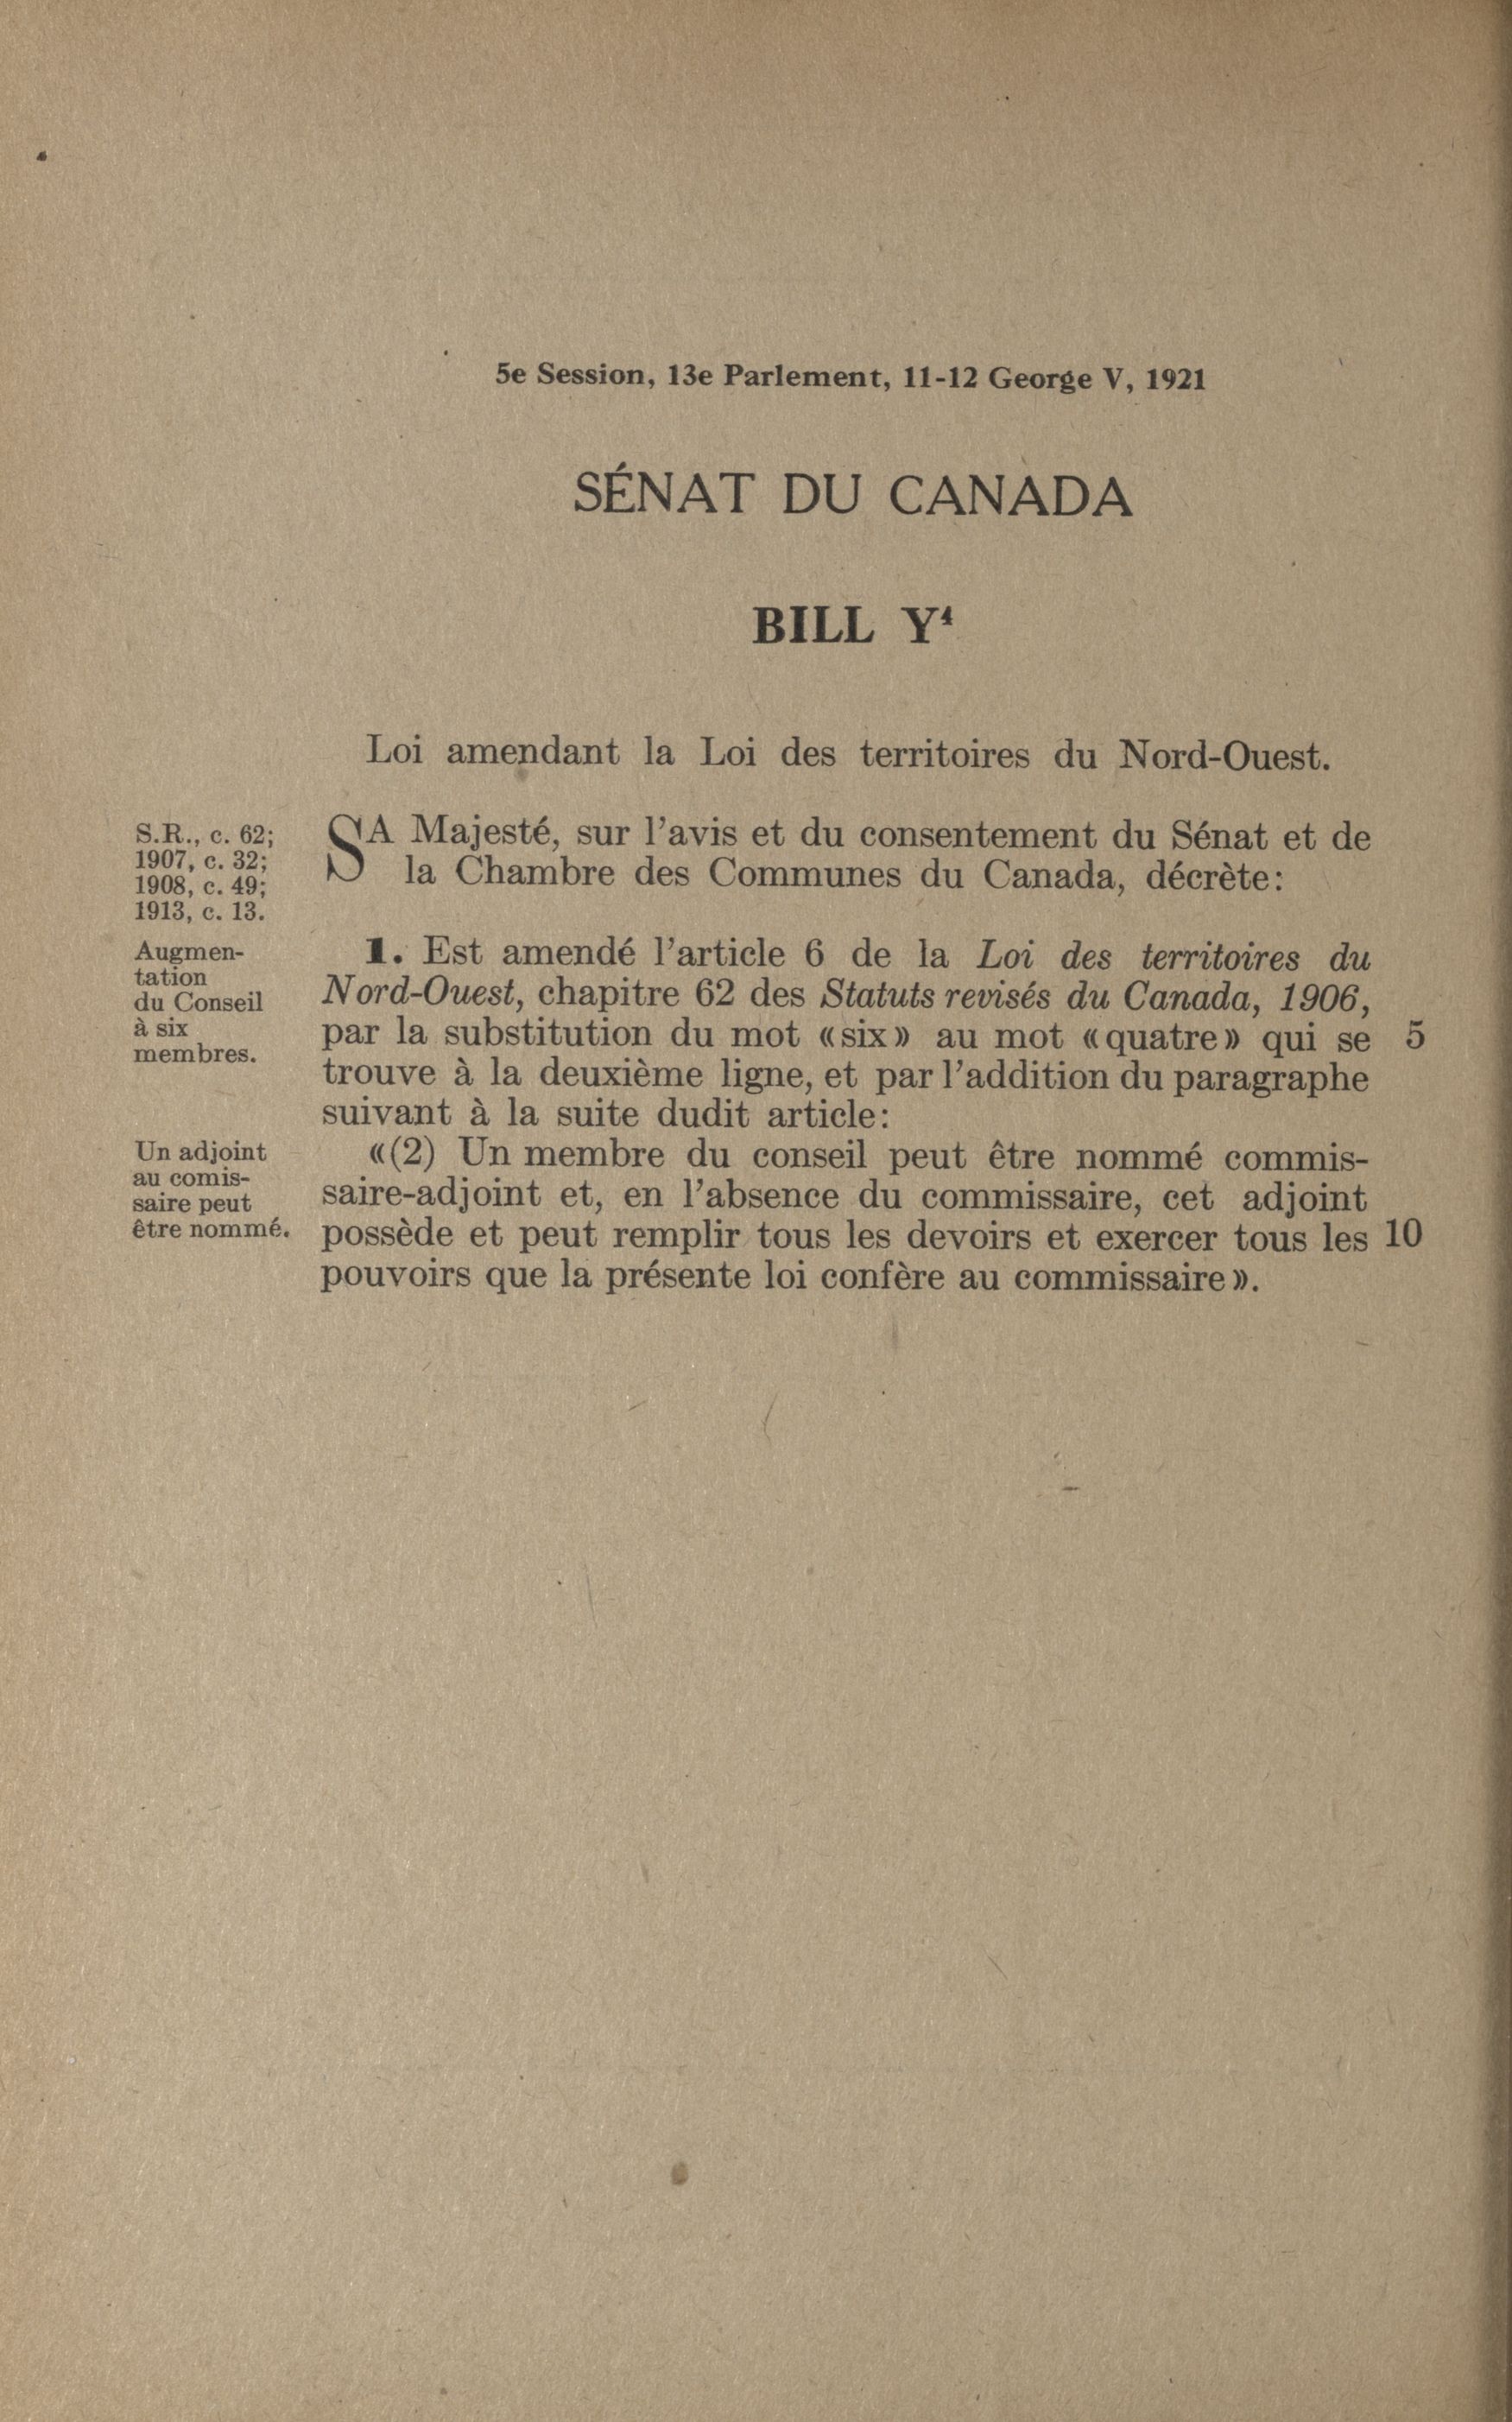 5e Session, 13e Parlement, 11-12 George V, 1921
SÉNAT DU CANADA
BILL Y⁴
Loi amendant la Loi des territoires du Nord-Ouest.
S.R., c. 62;
1907, c. 32;
1908, c. 49;
1913, c. 13.
SA Majesté, sur l'avis et du consentement du Sénat et de
la Chambre des Communes du Canada, décrète:
Augmen-
tation
du Conseil
à six
membres.
1. Est amendé l'article 6 de la Loi des territoires du
Nord-Ouest, chapitre 62 des Statuts revisés du Canada, 1906,
par la substitution du mot «six» au mot «quatre» qui se 5
trouve à la deuxième ligne, et par l'addition du paragraphe
suivant à la suite dudit article:
Un adjoint
au comis-
saire peut
être nommé.
«(2) Un membre du conseil peut être nommé commis-
saire-adjoint et, en l'absence du commissaire, cet adjoint
possède et peut remplir tous les devoirs et exercer tous les 10
pouvoirs que la présente loi confère au commissaire».